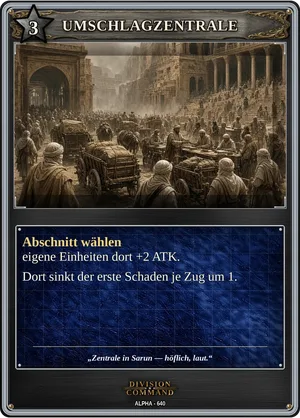 3
UMSCHLAGZENTRALE
Abschnitt wählen
eigene Einheiten dort +2 ATK.
Dort sinkt der erste Schaden je Zug um 1.
„Zentrale in Sarun — höflich, laut.“
DIVISION
COMMAND
ALPHA - 640